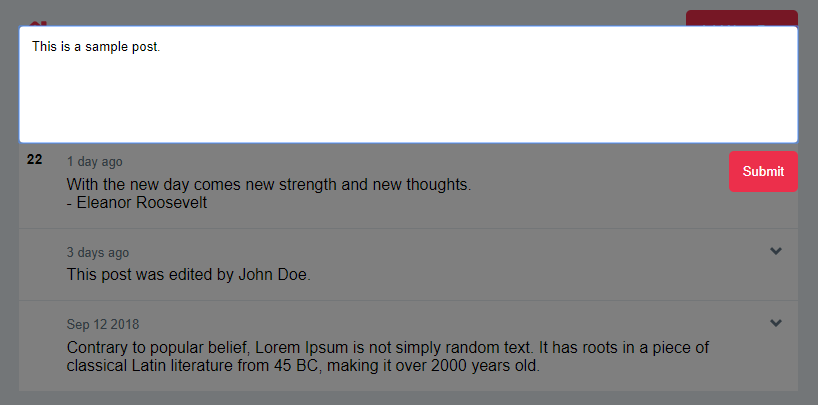 This is a sample post.
22
1 day ago
With the new day comes new strength and new thoughts.
- Eleanor Roosevelt
Submit
3 days ago
This post was edited by John Doe.
Sep 12 2018
Contrary to popular belief, Lorem Ipsum is not simply random text. It has roots in a piece of
classical Latin literature from 45 BC, making it over 2000 years old.